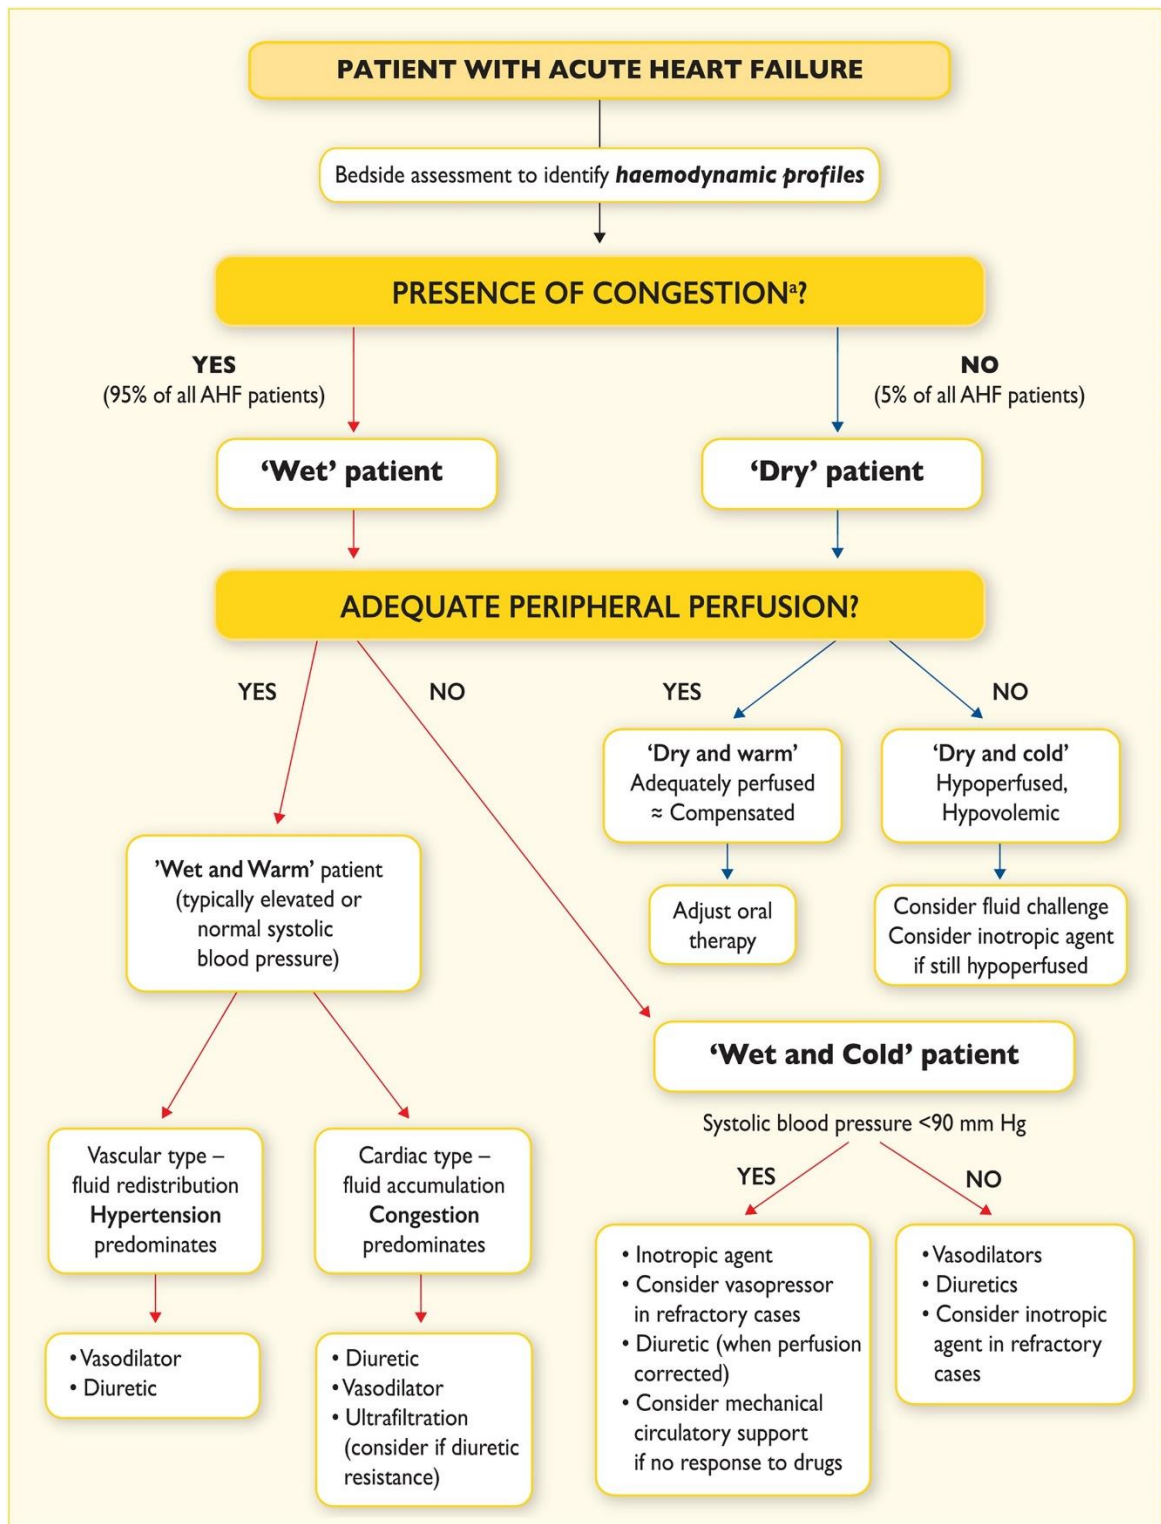 PATIENT WITH ACUTE HEART FAILURE
Bedside assessment to identify haemodynamic profiles
PRESENCE OF CONGESTIONᵃ?
YES
(95% of all AHF patients)
NO
(5% of all AHF patients)
‘Wet’ patient
‘Dry’ patient
ADEQUATE PERIPHERAL PERFUSION?
YES
NO
YES
NO
‘Dry and warm’
Adequately perfused
≈ Compensated
‘Dry and cold’
Hypoperfused,
Hypovolemic
’Wet and Warm’ patient
(typically elevated or
normal systolic
blood pressure)
Adjust oral
therapy
Consider fluid challenge
Consider inotropic agent
if still hypoperfused
‘Wet and Cold’ patient
Systolic blood pressure <90 mm Hg
Vascular type –
fluid redistribution
Hypertension
predominates
Cardiac type –
fluid accumulation
Congestion
predominates
YES
NO
• Vasodilator
• Diuretic
• Diuretic
• Vasodilator
• Ultrafiltration
(consider if diuretic
resistance)
• Inotropic agent
• Consider vasopressor
in refractory cases
• Diuretic (when perfusion
corrected)
• Consider mechanical
circulatory support
if no response to drugs
• Vasodilators
• Diuretics
• Consider inotropic
agent in refractory
cases